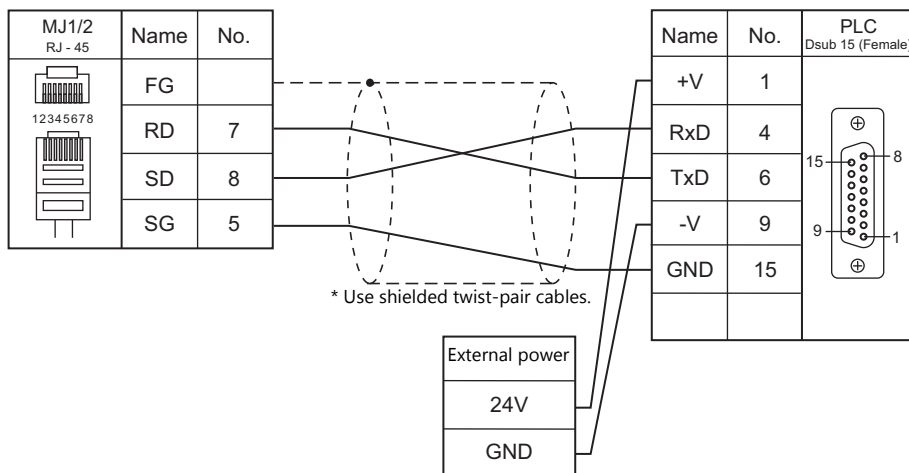 MJ1/2
RJ - 45
Name No.
12345678
FG
RD 7
SD 8
SG 5
* Use shielded twist-pair cables.
Name No.
PLC
Dsub 15 (Female)
+V 1
RxD 4
TxD 6
-V 9
GND 15
15 8
9 1
External power
24V
GND